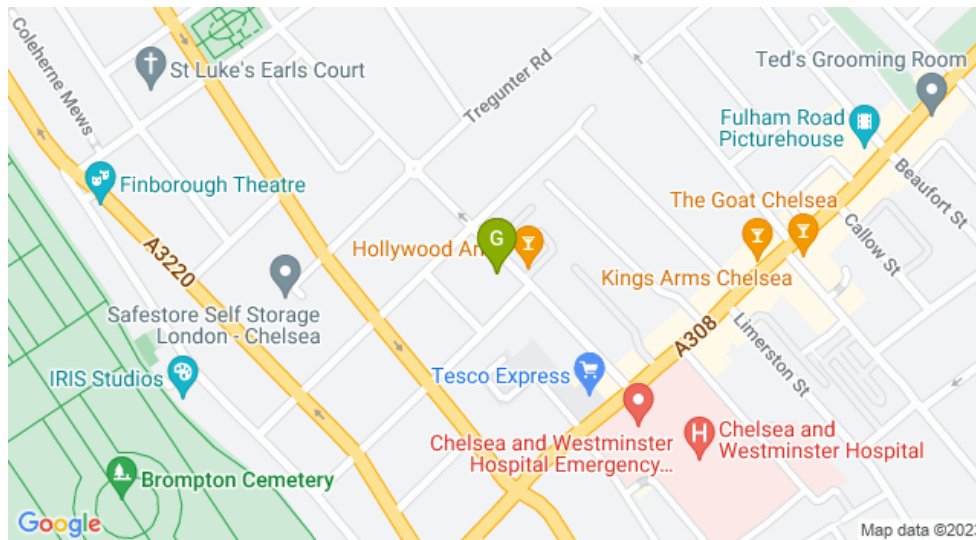 Coleherne Mews
St Luke's Earls Court
Tregunter Rd
Ted's Grooming Room
Fulham Road
Picturehouse
Beaufort St
Finborough Theatre
The Goat Chelsea
Callow St
A3220
G
Hollywood Ar
Kings Arms Chelsea
Safestore Self Storage
London - Chelsea
A308
Limerston St
IRIS Studios
Tesco Express
Chelsea and Westminster
Hospital Emergency...
H
Chelsea and
Westminster Hospital
Brompton Cemetery
Google
Map data ©202